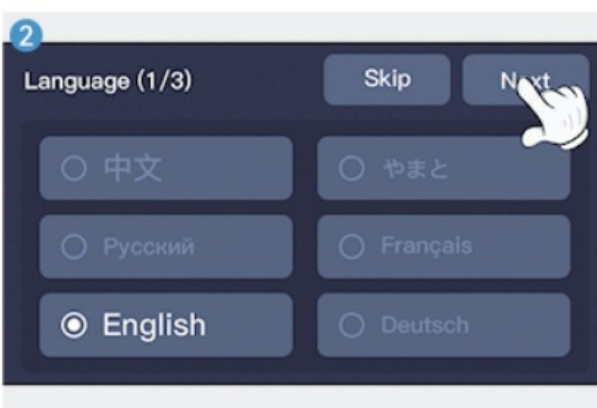 2
Language (1/3) Skip Next
中文 やまと
Русский Français
English Deutsch